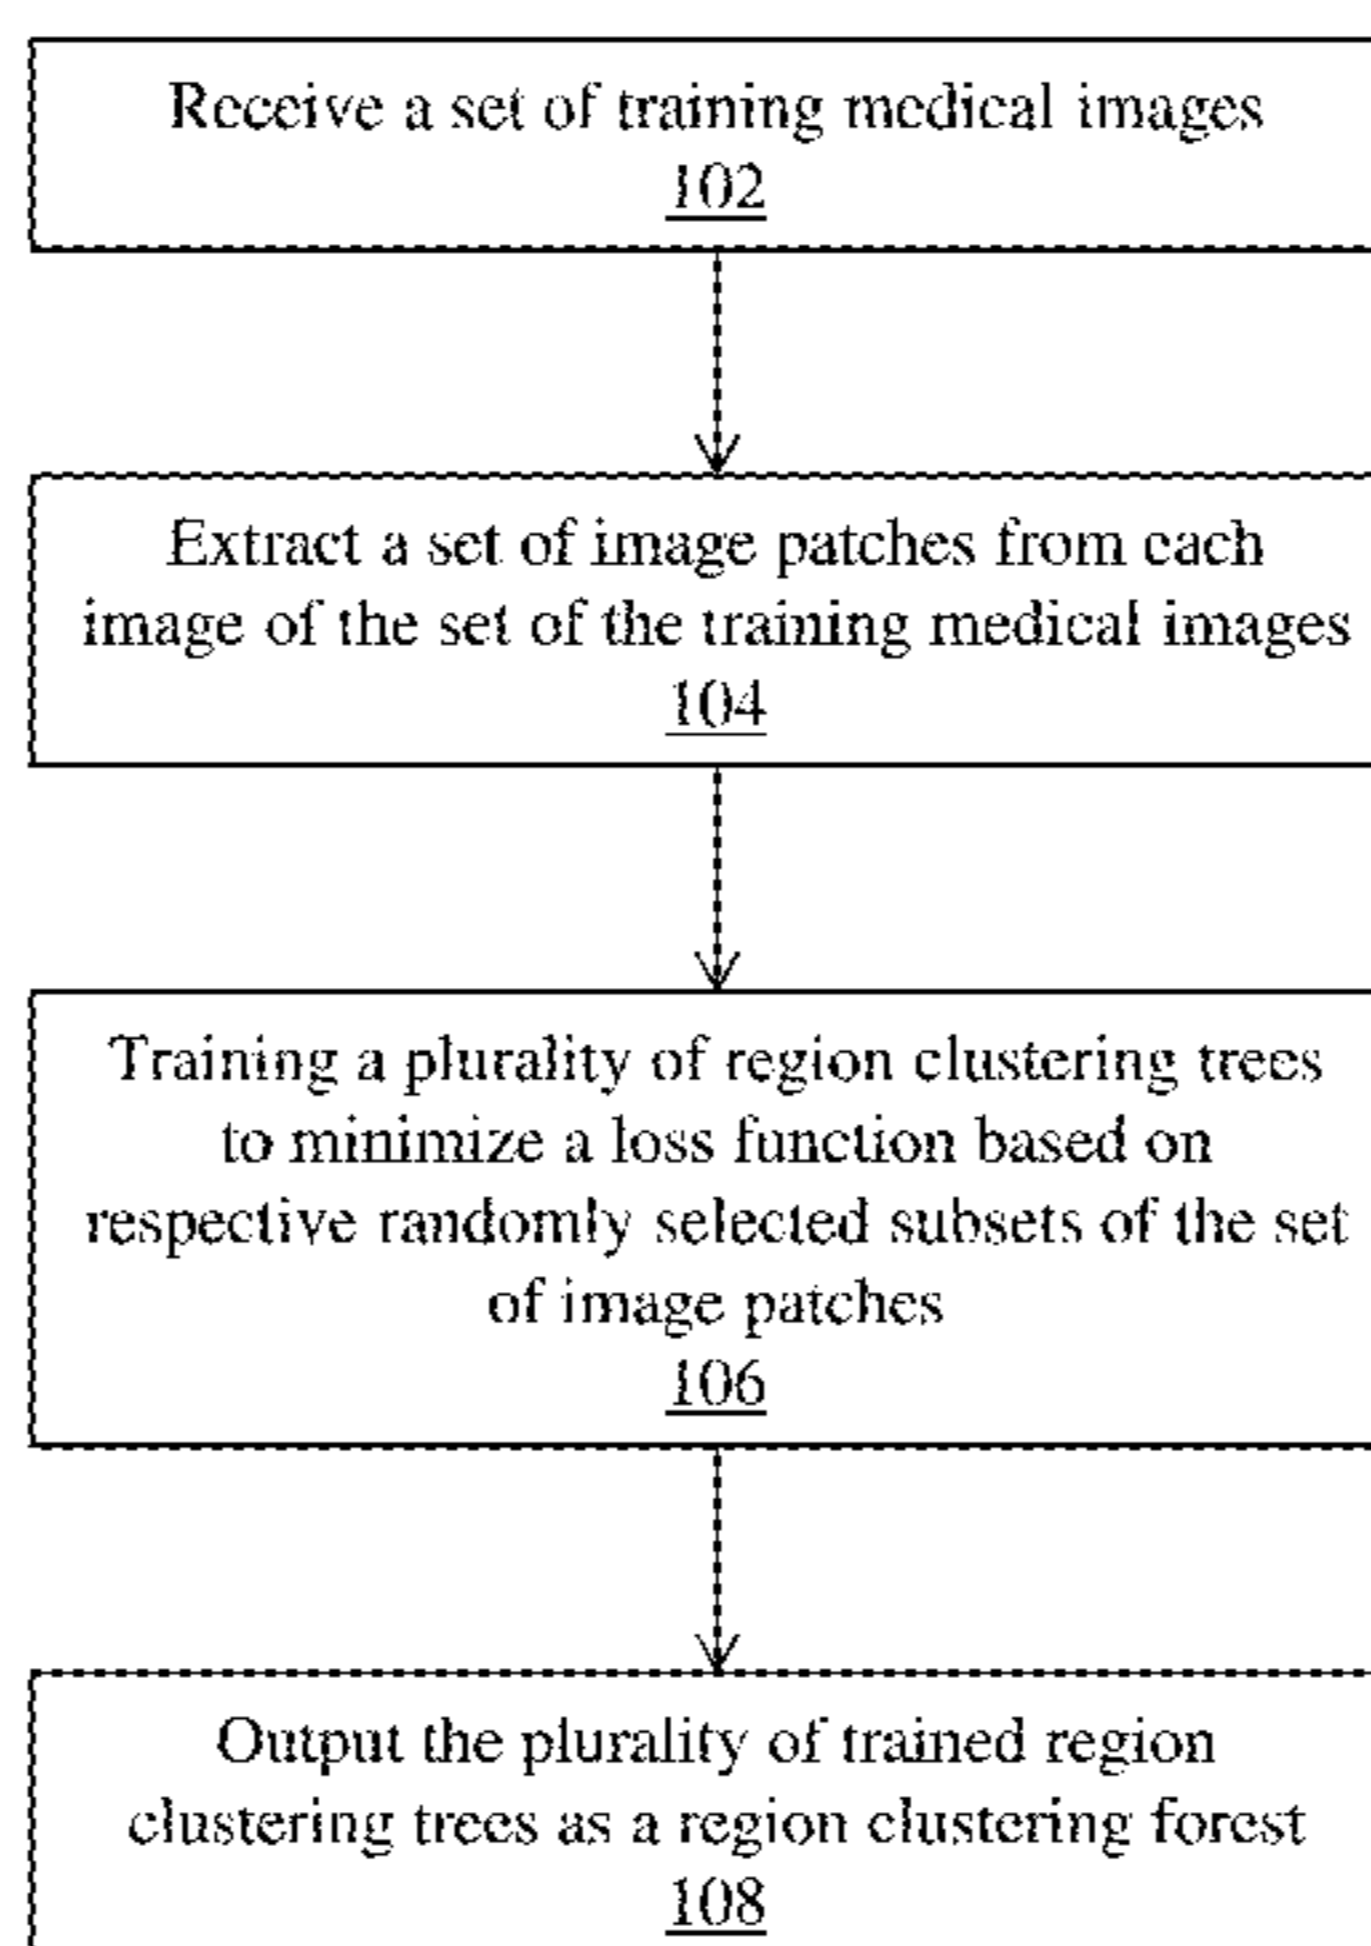 Receive a set of training medical images
102
Extract a set of image patches from each
image of the set of the training medical images
104
Training a plurality of region clustering trees
to minimize a loss function based on
respective randomly selected subsets of the set
of image patches
106
Output the plurality of trained region
clustering trees as a region clustering forest
108